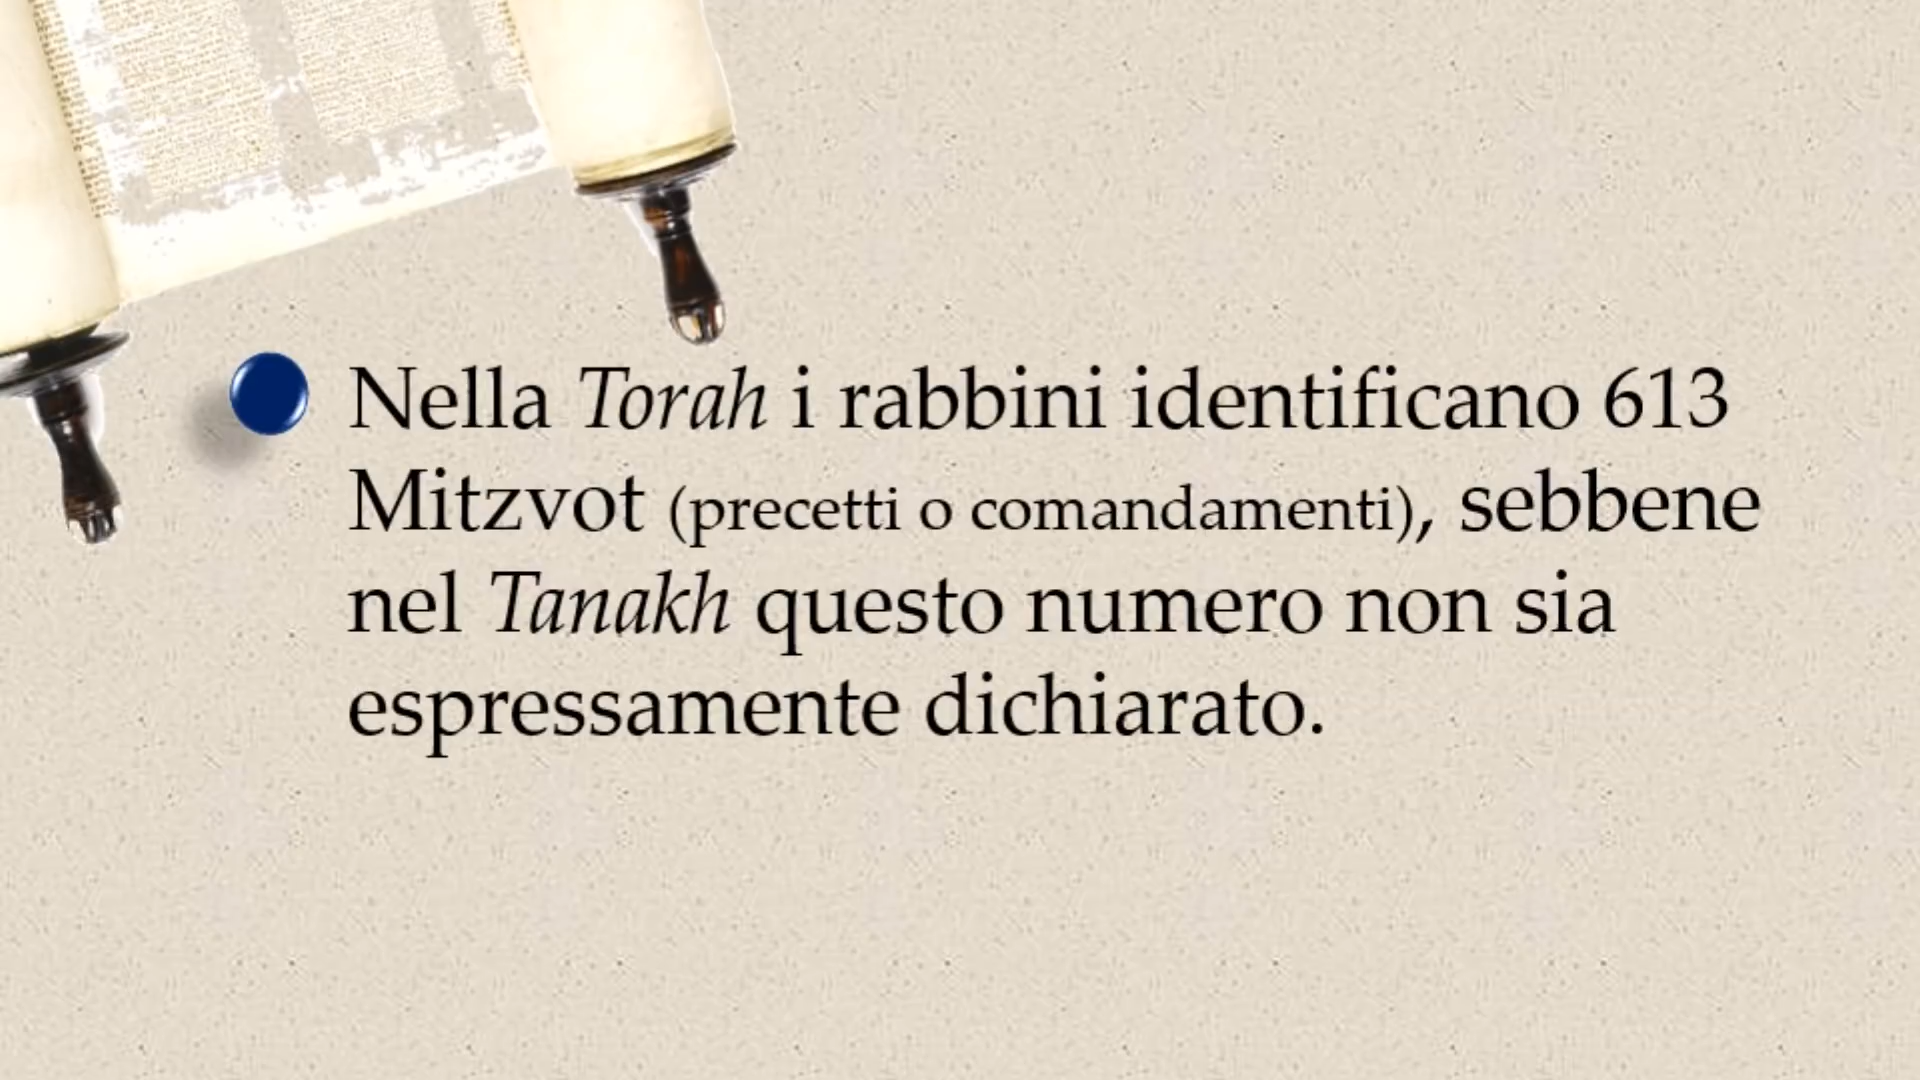 Nella Torah i rabbini identificano 613
Mitzvot (precetti o comandamenti), sebbene
nel Tanakh questo numero non sia
espressamente dichiarato.